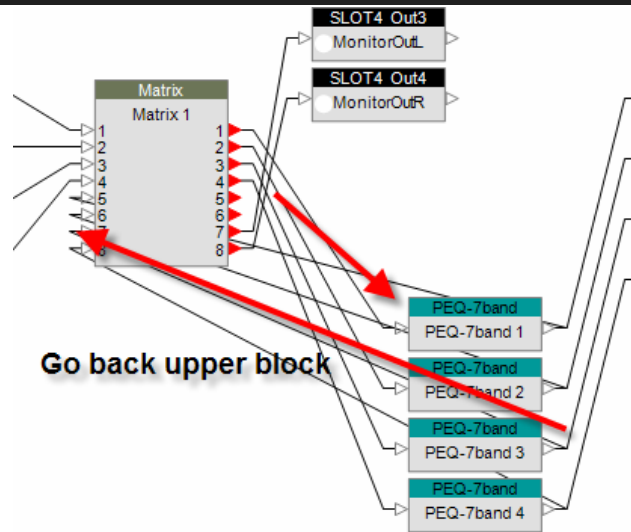 SLOT4 Out3
MonitorOutL
SLOT4 Out4
MonitorOutR
Matrix
Matrix 1
1 1
2 2
3 3
4 4
5 5
6 6
7 7
8 8
PEQ-7band
PEQ-7band 1
Go back upper block
PEQ-7band
PEQ-7band 2
PEQ-7band
PEQ-7band 3
PEQ-7band
PEQ-7band 4